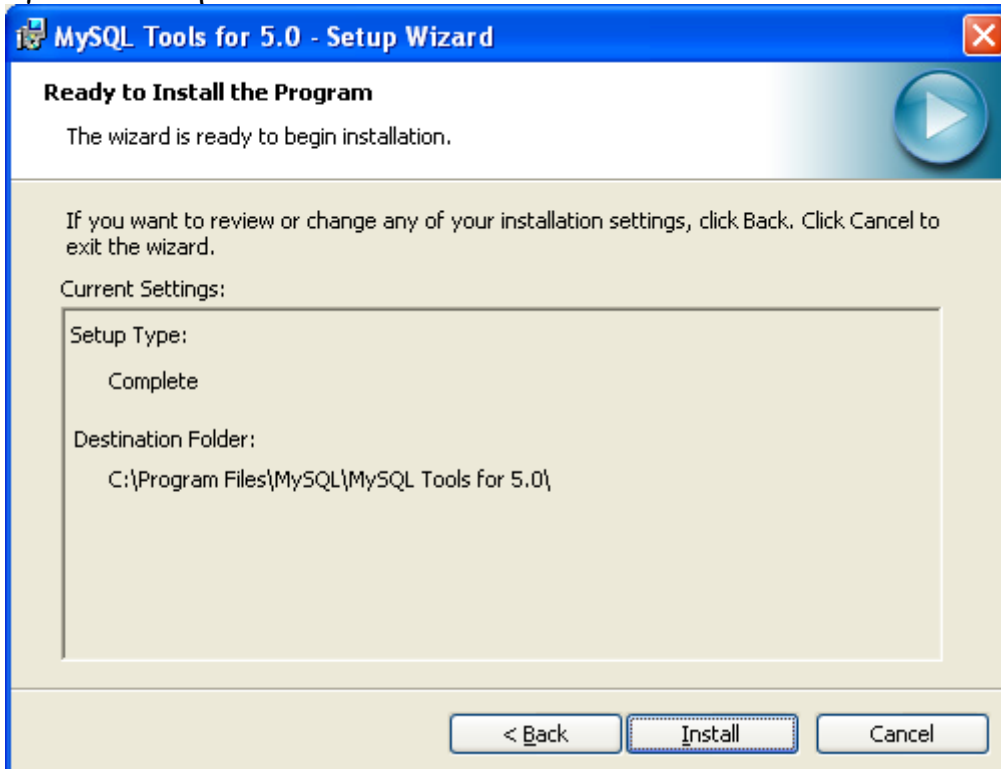 MySQL Tools for 5.0 - Setup Wizard
Ready to Install the Program
The wizard is ready to begin installation.
If you want to review or change any of your installation settings, click Back. Click Cancel to
exit the wizard.
Current Settings:
Setup Type:
Complete
Destination Folder:
C:\Program Files\MySQL\MySQL Tools for 5.0\
< Back
Install
Cancel